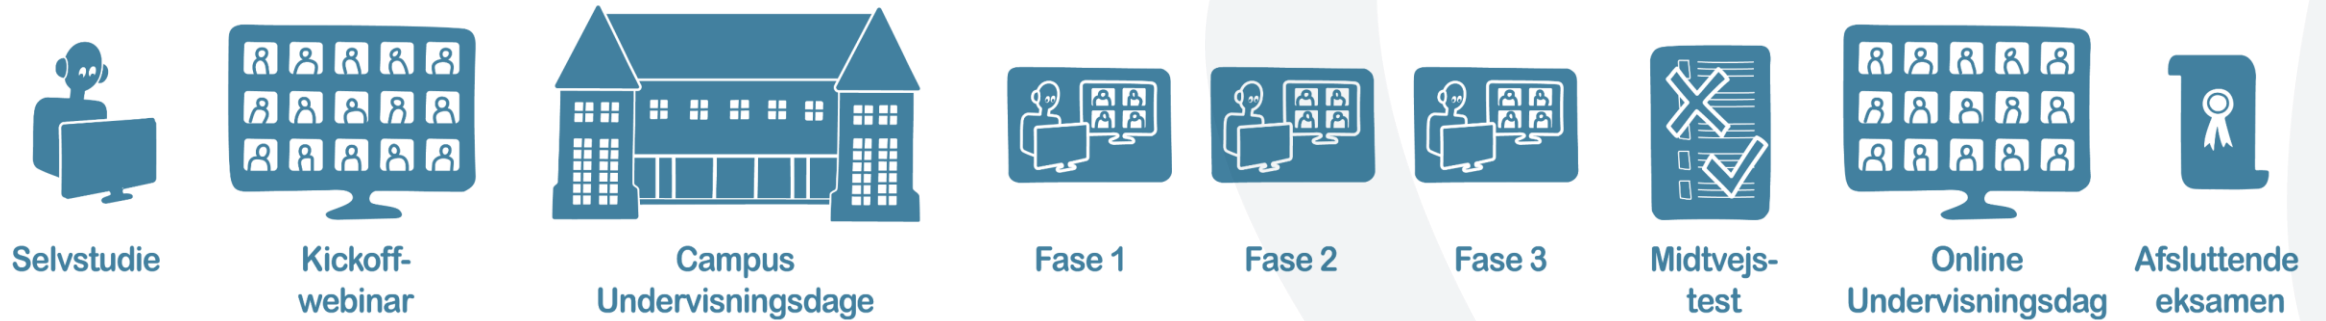 Selvstudie
Kickoff-
webinar
Campus
Undervisningsdage
Fase 1
Fase 2
Fase 3
Midtvejs-
test
Online
Undervisningsdag
Afsluttende
eksamen